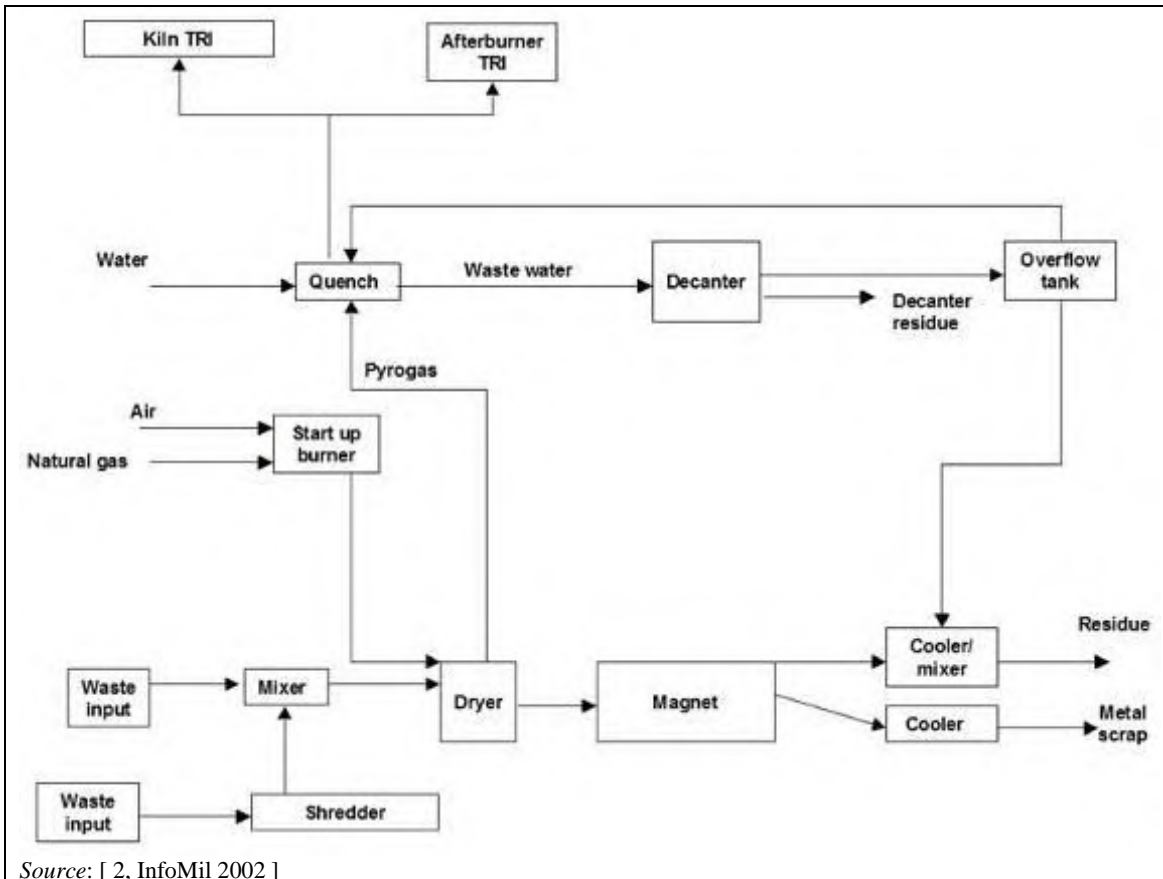 Kiln TRI
Afterburner
TRI
Water
Quench
Waste water
Decanter
Overflow
tank
Decanter
residue
Pyrogas
Air
Start up
burner
Natural gas
Waste
input
Mixer
Dryer
Magnet
Cooler/
mixer
Residue
Cooler
Metal
scrap
Waste
input
Shredder
Source: [ 2, InfoMil 2002 ]